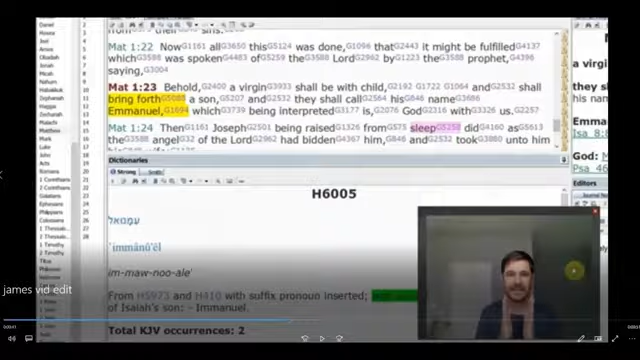 Mat 1:22 Now G1161 all G3650 this G5124 was done, G1096 that G2443 it might be fulfilled G4137
which G3588 was spoken G4483 of G5259 the G3588 Lord G2962 by G1223 the G3588 prophet, G4396
saying, G3004
Mat 1:23 Behold, G2400 a virgin G3933 shall be with child, G2192 G1722 G1064 and G2532 shall
bring forth G5088 a son, G5207 and G2532 they shall call G2564 his G846 name G3686
Emmanuel, G1694 which G3739 being interpreted G3177 is, G2076 God G2316 with G3326 us. G2257
Mat 1:24 Then G1161 Joseph G2501 being raised G1326 from G575 sleep G5258 did G4160 as G5613
the G3588 angel G32 of the Lord G2962 had bidden G4367 him, G846 and G2532 took G3880 unto him
Daniel
Hosea
Joel
Amos
Obadiah
Jonah
Micah
Nahum
Habakkuk
Zephaniah
Haggai
Zechariah
Malachi
Matthew
Mark
Luke
John
Acts
Romans
1 Corinthians
2 Corinthians
Galatians
Ephesians
Philippians
Colossians
1 Thessal
2 Thessal
1 Timothy
2 Timothy
Titus
Dictionaries
Strong
Smith
H6005
עִמָּנוּאֵל
‛immânû'êl
im-maw-noo-ale'
From H5973 and H410 with suffix pronoun inserted;
of Isaiah's son: - Immanuel.
Total KJV occurrences: 2
a virgin
Isa 8:8
God:
Psa 46
Editors
james vid edit